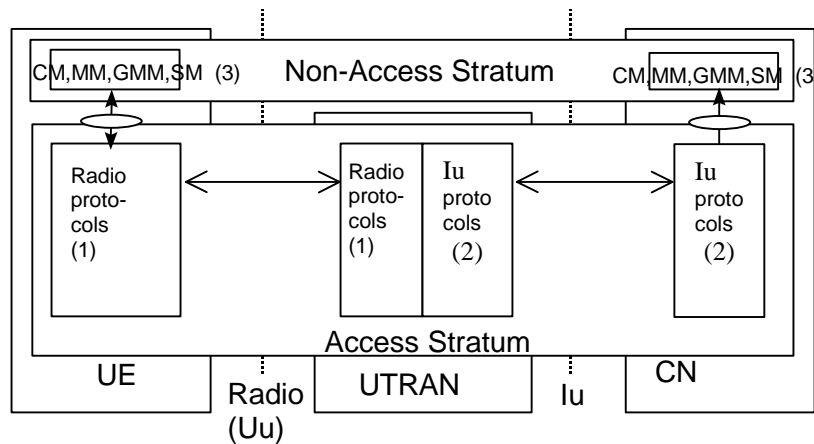 CM,MM,GMM,SM (3)
Non-Access Stratum
CM,MM,GMM,SM (3
Radio
proto-
cols
(1)
Radio
proto-
cols
(1)
Iu
proto
cols
(2)
Iu
proto
cols
(2)
Access Stratum
UE
Radio
(Uu)
UTRAN
Iu
CN